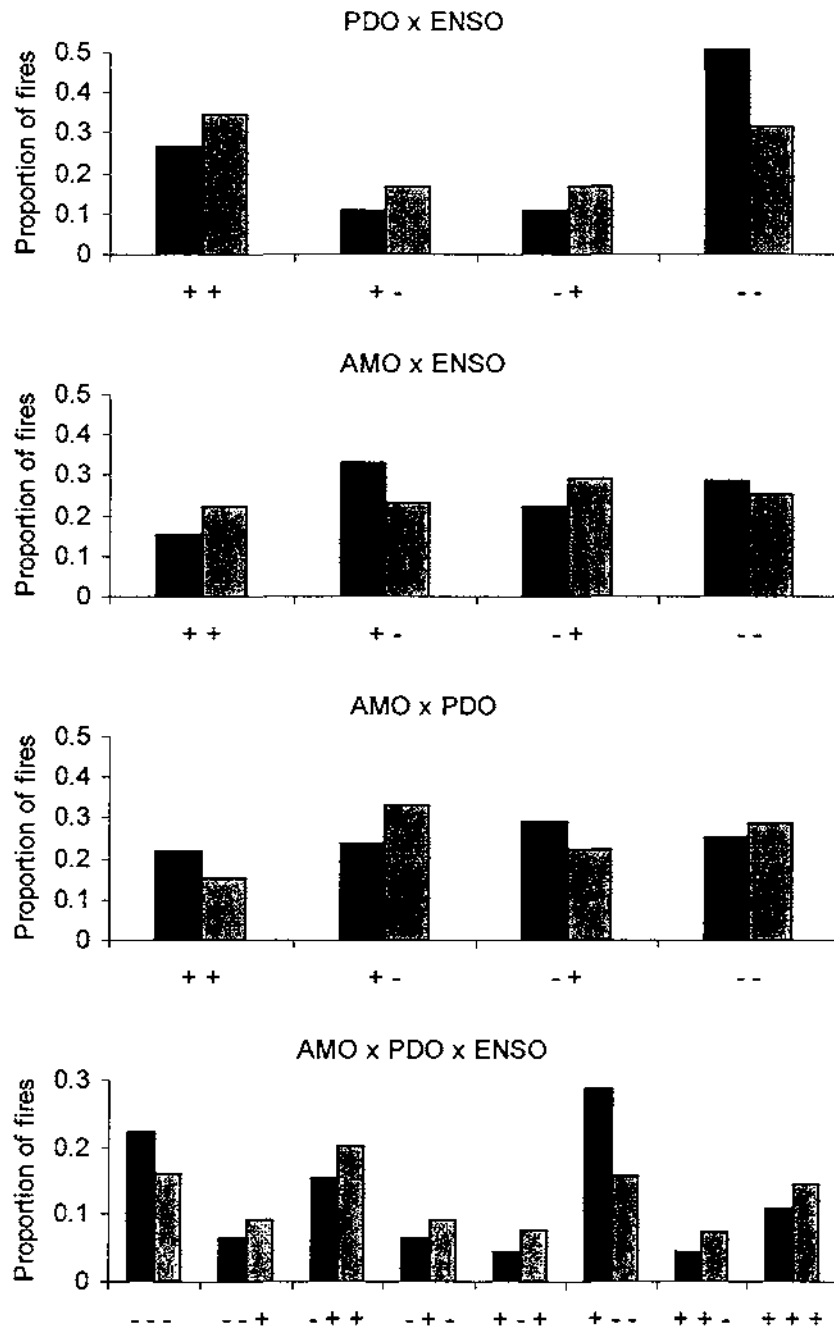 PDO x ENSO
Proportion of fires
0.5
0.4
0.3
0.2
0.1
0
+ + + - - + - -
AMO x ENSO
Proportion of fires
0.5
0.4
0.3
0.2
0.1
0
+ + + - - + - -
AMO x PDO
Proportion of fires
0.5
0.4
0.3
0.2
0.1
0
+ + + - - + - -
AMO x PDO x ENSO
Proportion of fires
0.3
0.2
0.1
0
- - - - - + - + + - + - + - + + - - + + - + + +